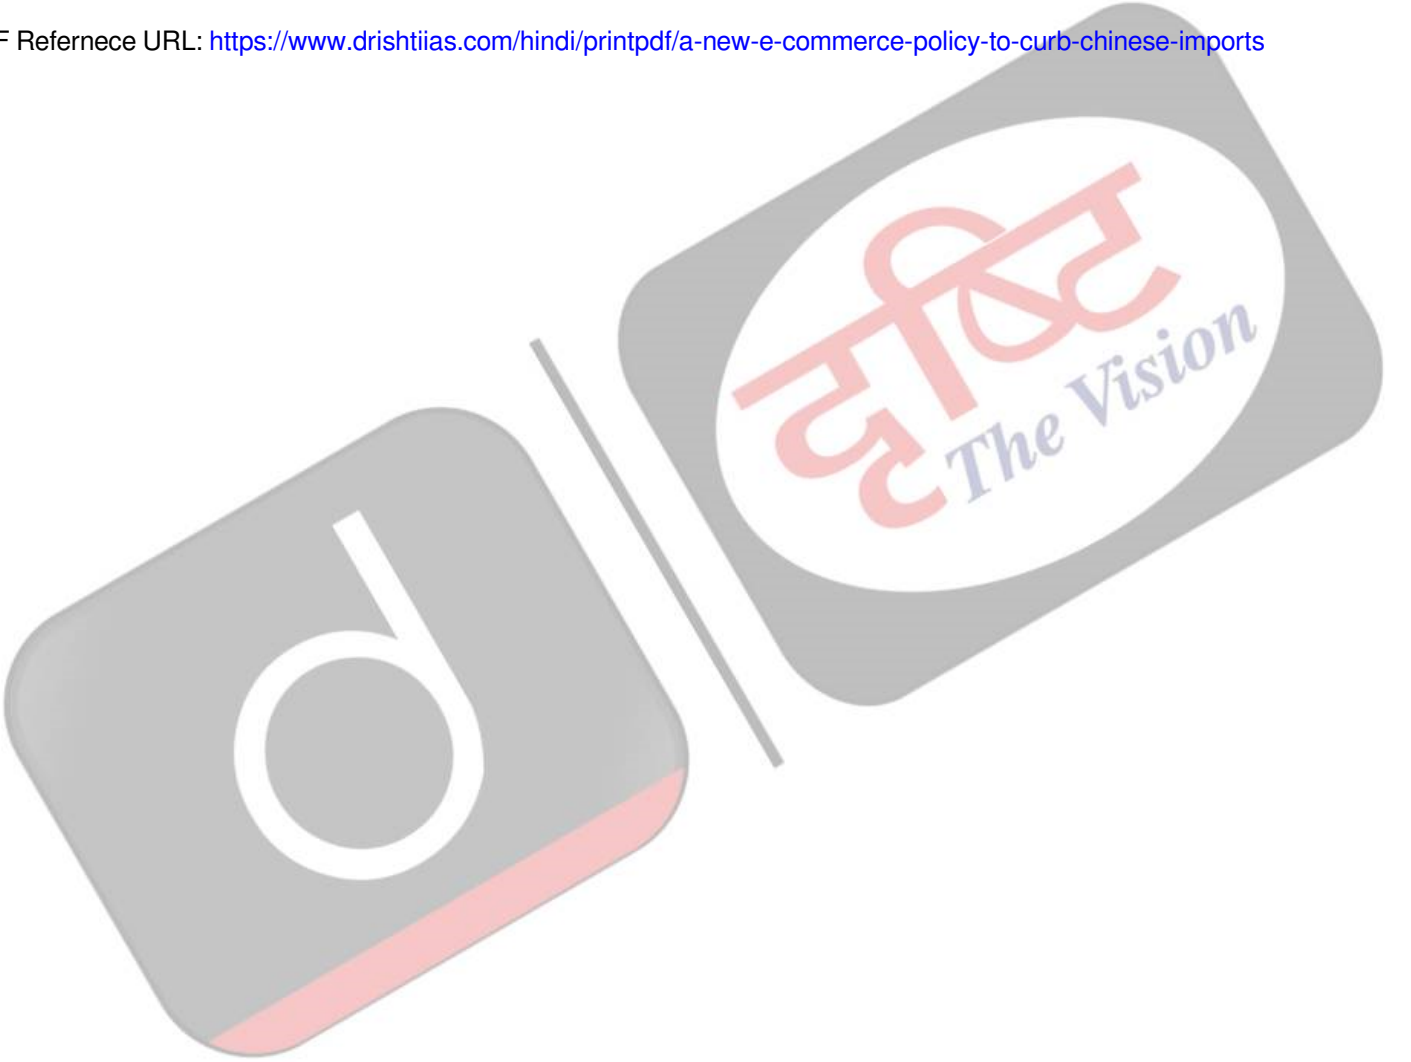 F Refernece URL: https://www.drishtiias.com/hindi/printpdf/a-new-e-commerce-policy-to-curb-chinese-imports
दृष्टि
The Vision
d